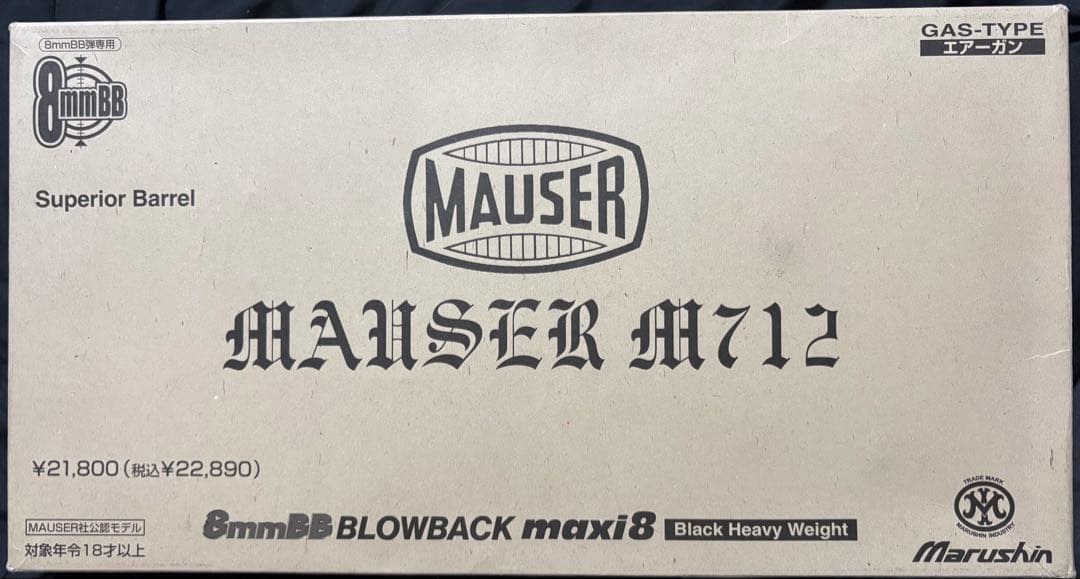 8mmBB弾専用
8mmBB
GAS-TYPE
エアーガン
Superior Barrel
MAUSER
MAUSER M712
¥21,800(税込¥22,890)
MAUSER社公認モデル
対象年令18才以上
8mmBB BLOWBACK maxi8 Black Heavy Weight
TRADE MARK
MARUSHIN INDUSTRY
Marushin